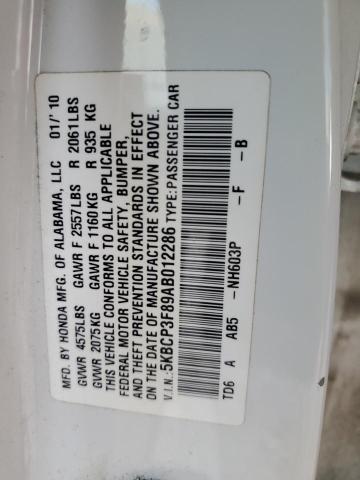 MFD. BY HONDA MFG. OF ALABAMA, LLC 01/'10
GVWR 4575LBS GAWR F 2557LBS R 2061LBS
GVWR 2075KG GAWR F 1160KG R 935 KG
THIS VEHICLE CONFORMS TO ALL APPLICABLE
FEDERAL MOTOR VEHICLE SAFETY, BUMPER,
AND THEFT PREVENTION STANDARDS IN EFFECT
ON THE DATE OF MANUFACTURE SHOWN ABOVE.
V.I.N.: 5KBCP3F89AB012286 TYPE: PASSENGER CAR
TD6 A AB5 -NH603P -F -B